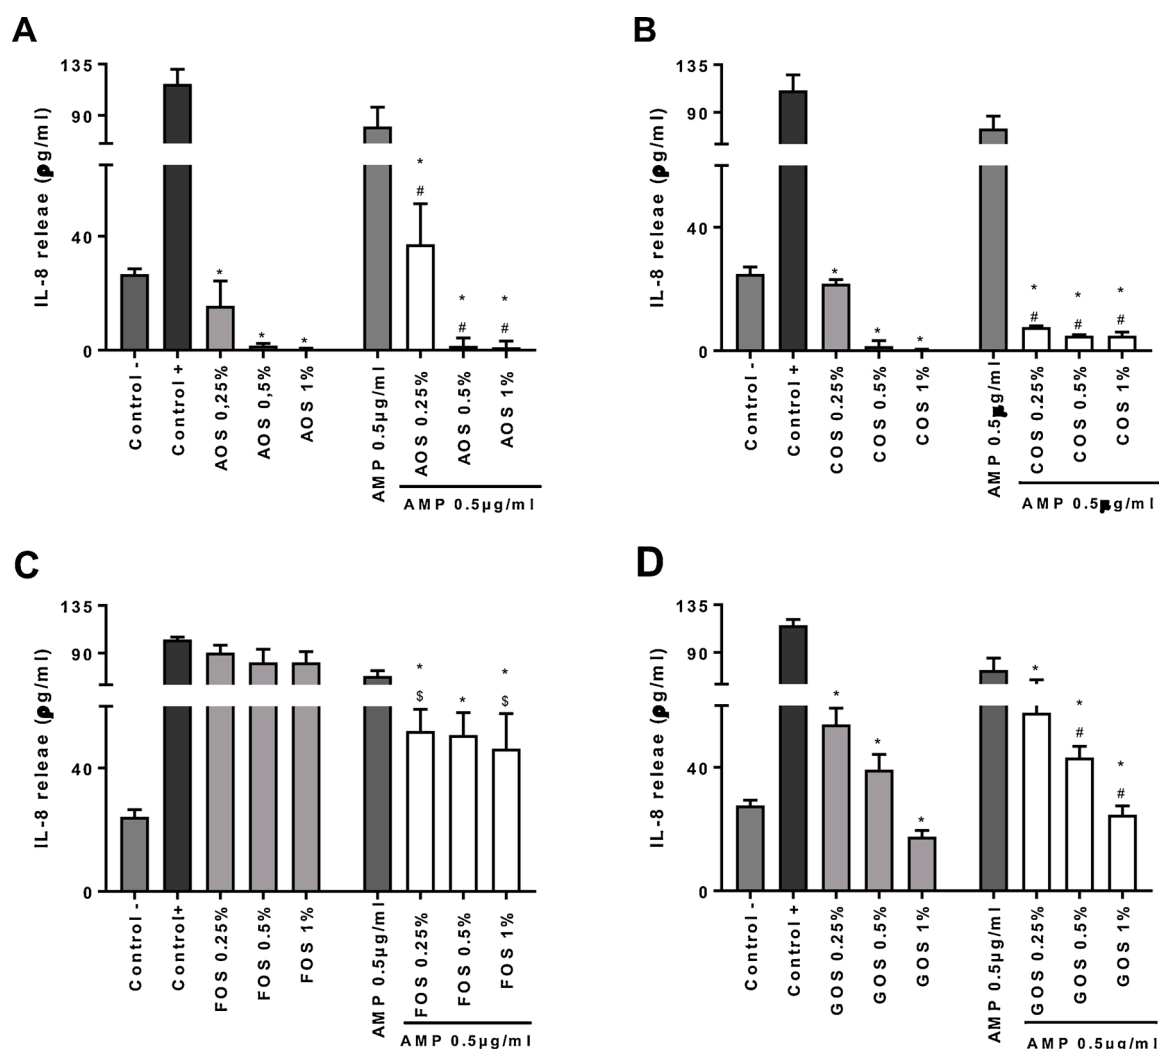 A
IL-8 releae (ρg/ml)
135
90
40
0
*
*
*
*
#
*
#
*
#
Control -
Control +
AOS 0,25%
AOS 0,5%
AOS 1%
AMP 0.5µg/ml
AOS 0.25%
AOS 0.5%
AOS 1%
AMP 0.5µg/ml
B
IL-8 releae (ρg/ml)
135
90
40
0
*
*
*
*
#
*
#
*
#
Control -
Control +
COS 0.25%
COS 0.5%
COS 1%
AMP 0.5µg/ml
COS 0.25%
COS 0.5%
COS 1%
AMP 0.5µg/ml
C
IL-8 releae (ρg/ml)
135
90
40
0
*
$
*
*
$
Control -
Control+
FOS 0.25%
FOS 0.5%
FOS 1%
AMP 0.5µg/ml
FOS 0.25%
FOS 0.5%
FOS 1%
AMP 0.5µg/ml
D
IL-8 releae (ρg/ml)
135
90
40
0
*
*
*
*
*
#
*
#
Control -
Control +
GOS 0.25%
GOS 0.5%
GOS 1%
AMP 0.5µg/ml
GOS 0.25%
GOS 0.5%
GOS 1%
AMP 0.5µg/ml